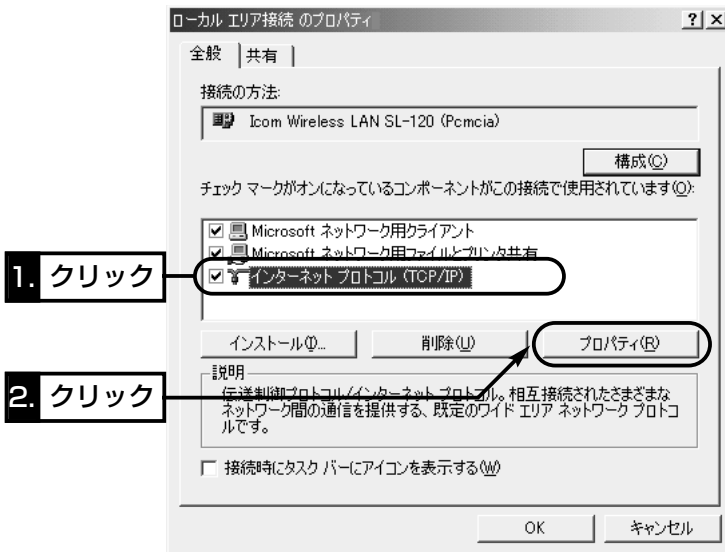 ローカル エリア接続 のプロパティ
全般
共有
接続の方法:
Icom Wireless LAN SL-120 (Pcmcia)
構成(C)
チェック マークがオンになっているコンポーネントがこの接続で使用されています(O):
Microsoft ネットワーク用クライアント
Microsoft ネットワーク用ファイルとプリンタ共有
インターネット プロトコル (TCP/IP)
1. クリック
インストール(I)...
削除(U)
プロパティ(R)
説明
2. クリック
伝送制御プロトコル/インターネット プロトコル。相互接続されたさまざまな
ネットワーク間の通信を提供する、既定のワイド エリア ネットワーク プロトコ
ルです。
接続時にタスク バーにアイコンを表示する(W)
OK
キャンセル